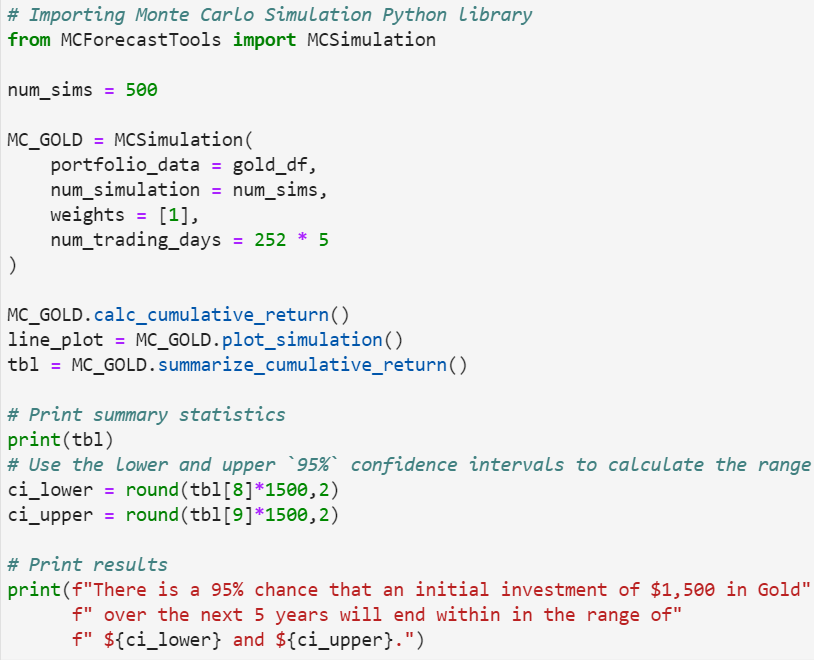 # Importing Monte Carlo Simulation Python library
from MCForecastTools import MCSimulation

num_sims = 500

MC_GOLD = MCSimulation(
    portfolio_data = gold_df,
    num_simulation = num_sims,
    weights = [1],
    num_trading_days = 252 * 5
)

MC_GOLD.calc_cumulative_return()
line_plot = MC_GOLD.plot_simulation()
tbl = MC_GOLD.summarize_cumulative_return()

# Print summary statistics
print(tbl)
# Use the lower and upper `95%` confidence intervals to calculate the range
ci_lower = round(tbl[8]*1500,2)
ci_upper = round(tbl[9]*1500,2)

# Print results
print(f"There is a 95% chance that an initial investment of $1,500 in Gold"
      f" over the next 5 years will end within in the range of"
      f" ${ci_lower} and ${ci_upper}.")